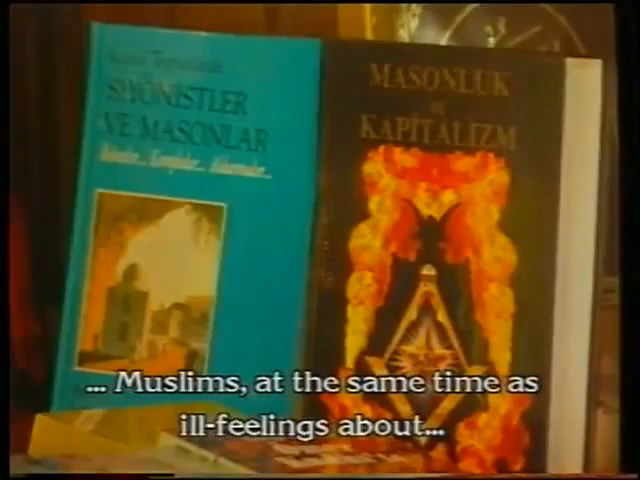 SİYONİSTLER
VE MASONLAR
MASONLUK
ve
KAPİTALİZM
... Muslims, at the same time as
ill-feelings about...